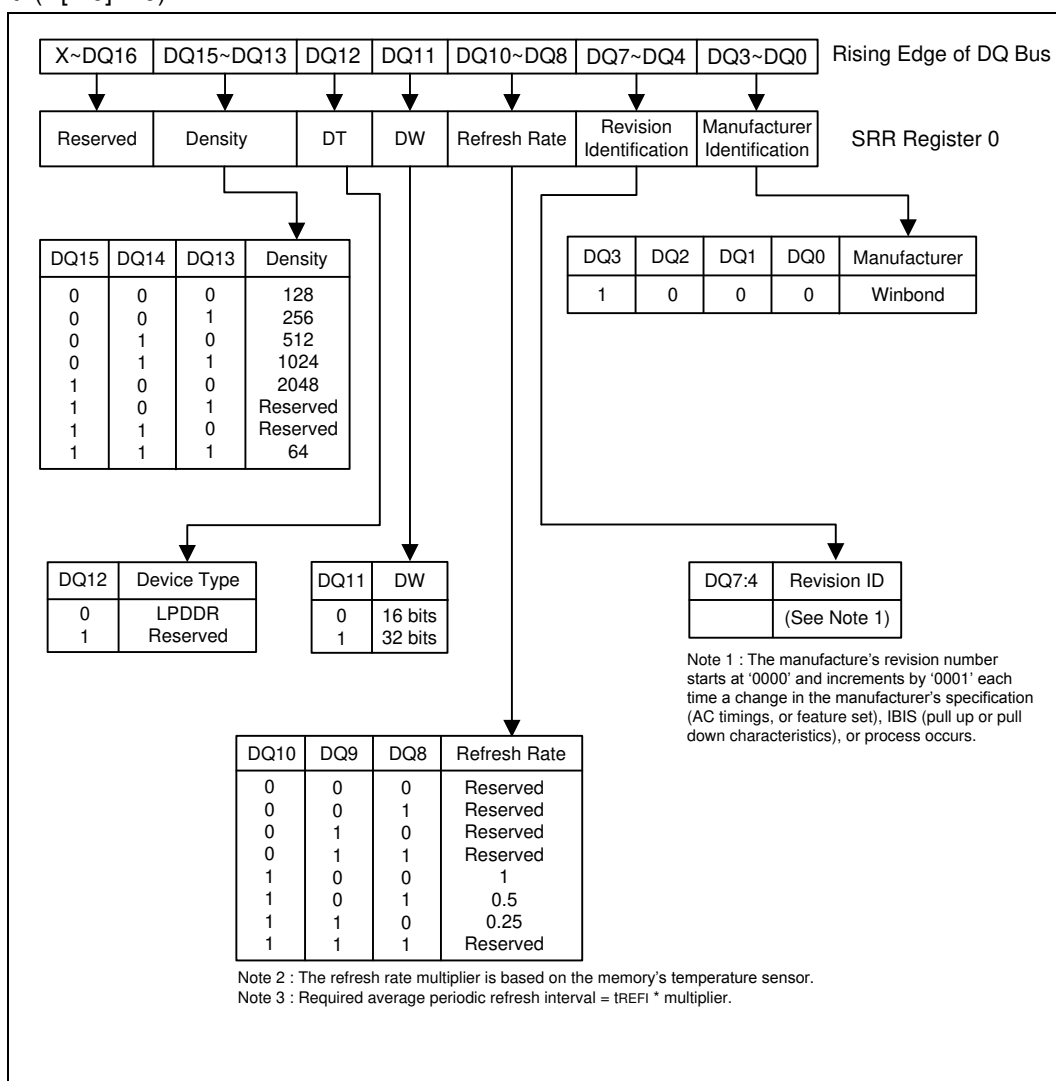 X~DQ16 DQ15~DQ13 DQ12 DQ11 DQ10~DQ8 DQ7~DQ4 DQ3~DQ0 Rising Edge of DQ Bus
Reserved Density DT DW Refresh Rate Revision Identification Manufacturer Identification SRR Register 0
DQ15 DQ14 DQ13 Density
0 0 0 128
0 0 1 256
0 1 0 512
0 1 1 1024
1 0 0 2048
1 0 1 Reserved
1 1 0 Reserved
1 1 1 64
DQ3 DQ2 DQ1 DQ0 Manufacturer
1 0 0 0 Winbond
DQ12 Device Type
0 LPDDR
1 Reserved
DQ11 DW
0 16 bits
1 32 bits
DQ7:4 Revision ID
(See Note 1)
Note 1 : The manufacture's revision number
starts at '0000' and increments by '0001' each
time a change in the manufacturer's specification
(AC timings, or feature set), IBIS (pull up or pull
down characteristics), or process occurs.
DQ10 DQ9 DQ8 Refresh Rate
0 0 0 Reserved
0 0 1 Reserved
0 1 0 Reserved
0 1 1 Reserved
1 0 0 1
1 0 1 0.5
1 1 0 0.25
1 1 1 Reserved
Note 2 : The refresh rate multiplier is based on the memory's temperature sensor.
Note 3 : Required average periodic refresh interval = tREFI * multiplier.